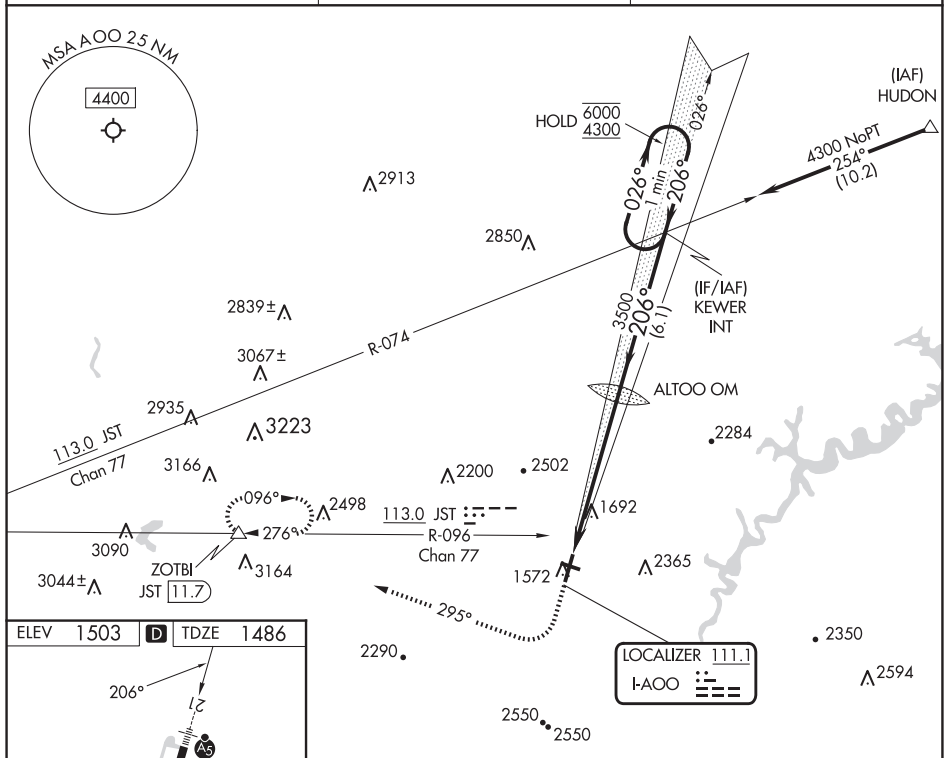 MSA AOO 25 NM
4400
(IAF)
HUDON
HOLD 6000
4300
026°
4300 NoPT
254°
(10.2)
026°
1 min
206°
2913
2850
(IF/IAF)
KEWER
INT
3500
206°
(6.1)
2839±
R-074
3067±
ALTOO OM
2935
3223
2284
113.0 JST
Chan 77
3166
2200
2502
096°
2498
113.0 JST
1692
276°
R-096
Chan 77
3090
ZOTBI
JST 11.7
3164
1572
2365
3044±
295°
ELEV 1503 D TDZE 1486
2290
LOCALIZER 111.1
I-AOO
2350
2594
206°
21
A5
2550
2550